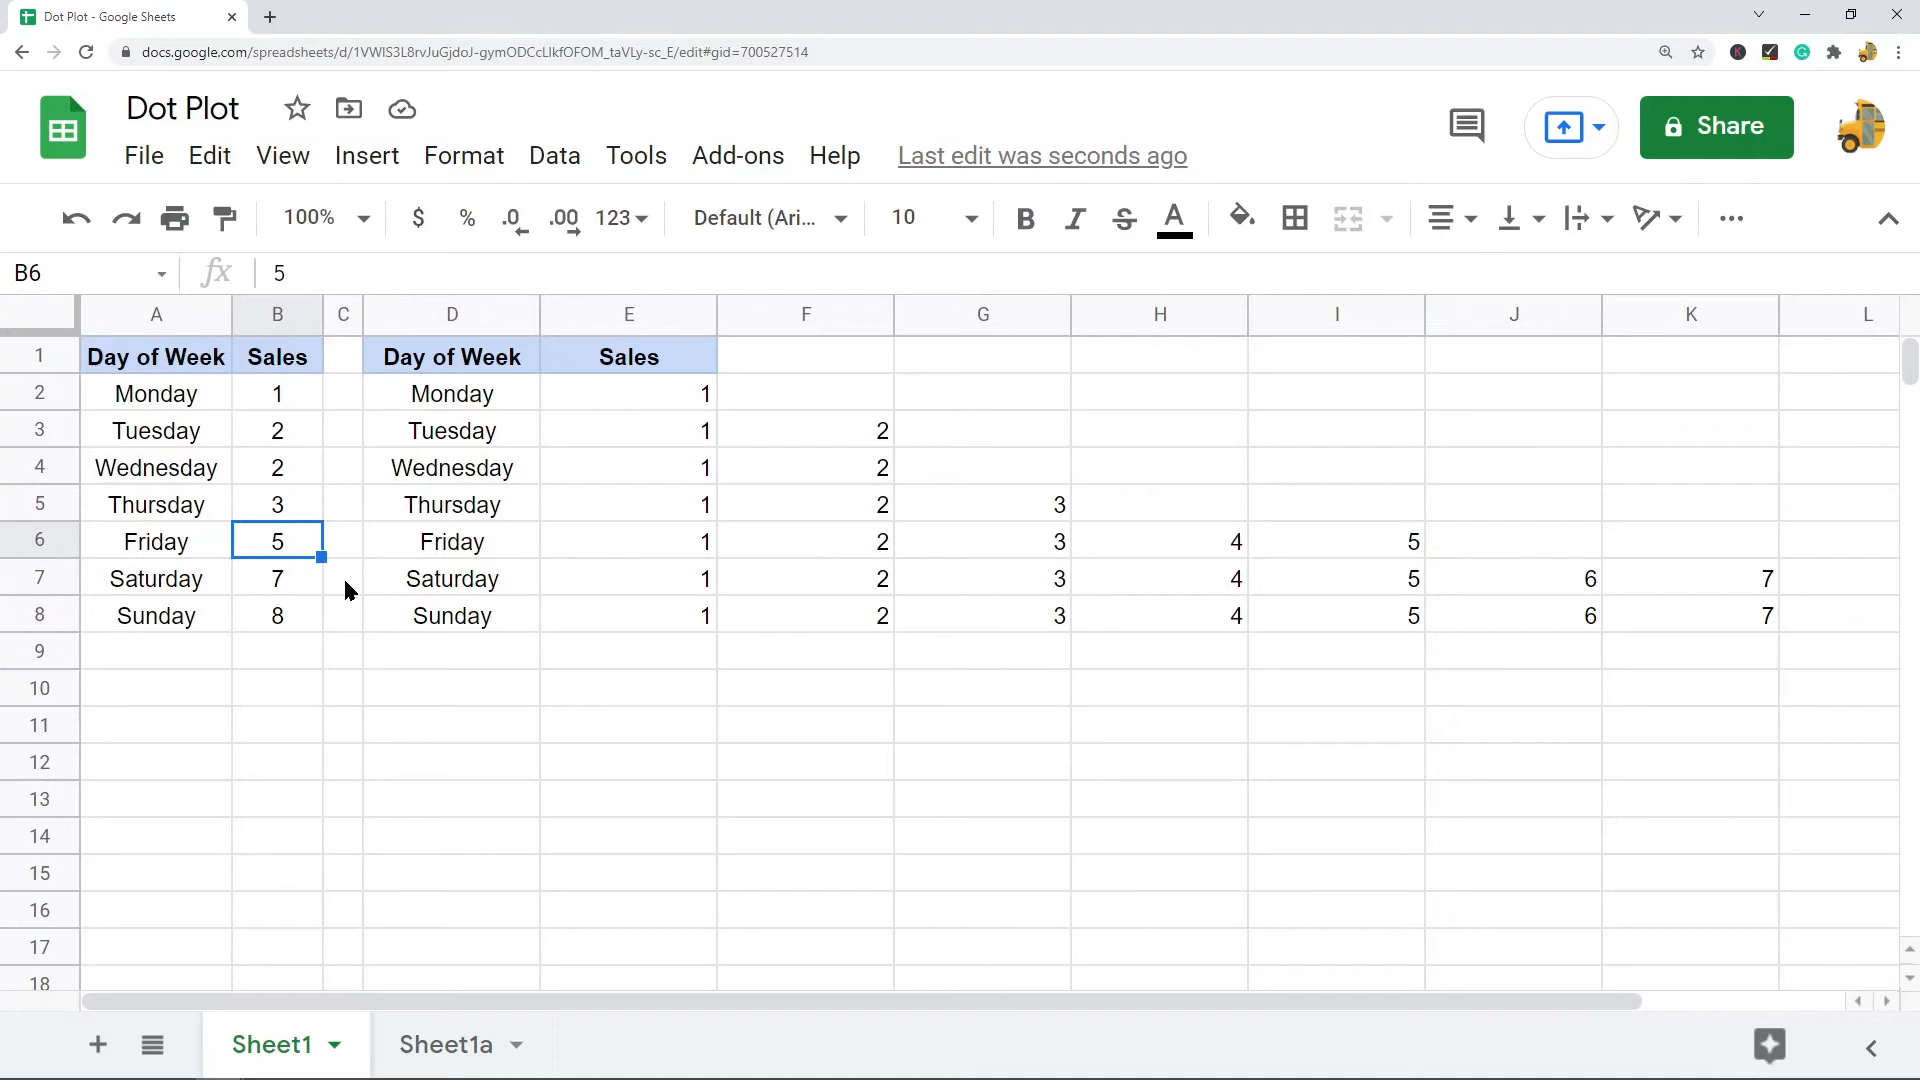 Dot Plot - Google Sheets
docs.google.com/spreadsheets/d/1VWIS3L8rvJuGjdoJ-gymODCcLlkfOFOM_taVLy-sc_E/edit#gid=700527514
Dot Plot
Share
File Edit View Insert Format Data Tools Add-ons Help Last edit was seconds ago
100% $ % .0 .00 123 Default (Ari... 10 B I S A
B6 fx 5
A B C D E F G H I J K L
1 Day of Week Sales Day of Week Sales
2 Monday 1 Monday 1
3 Tuesday 2 Tuesday 1 2
4 Wednesday 2 Wednesday 1 2
5 Thursday 3 Thursday 1 2 3
6 Friday 5 Friday 1 2 3 4 5
7 Saturday 7 Saturday 1 2 3 4 5 6 7
8 Sunday 8 Sunday 1 2 3 4 5 6 7
9
10
11
12
13
14
15
16
17
18
Sheet1 Sheet1a